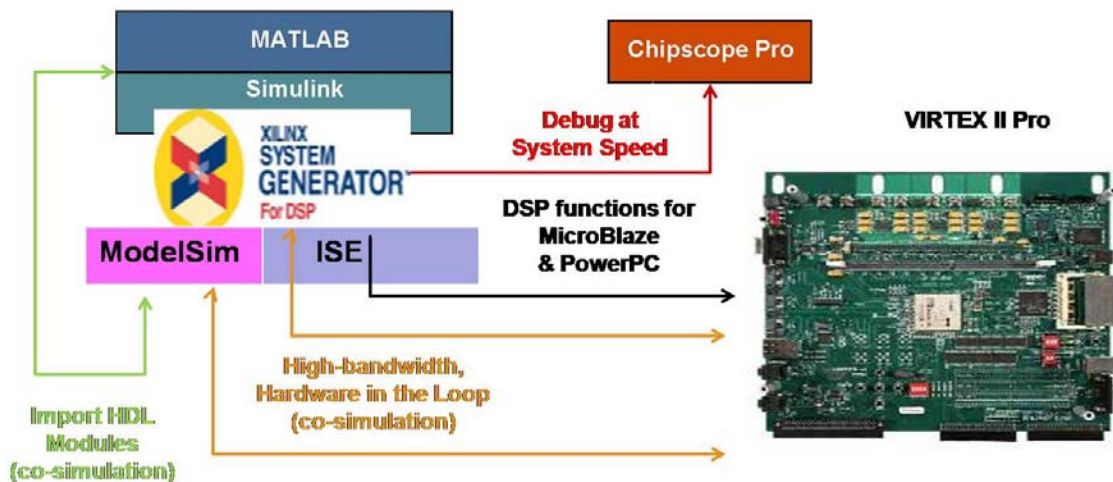 MATLAB
Simulink
Chipscope Pro
XILINX
SYSTEM
GENERATOR™
For DSP
Debug at
System Speed
VIRTEX II Pro
ModelSim
ISE
DSP functions for
MicroBlaze
& PowerPC
High-bandwidth,
Hardware in the Loop
(co-simulation)
Import HDL
Modules
(co-simulation)